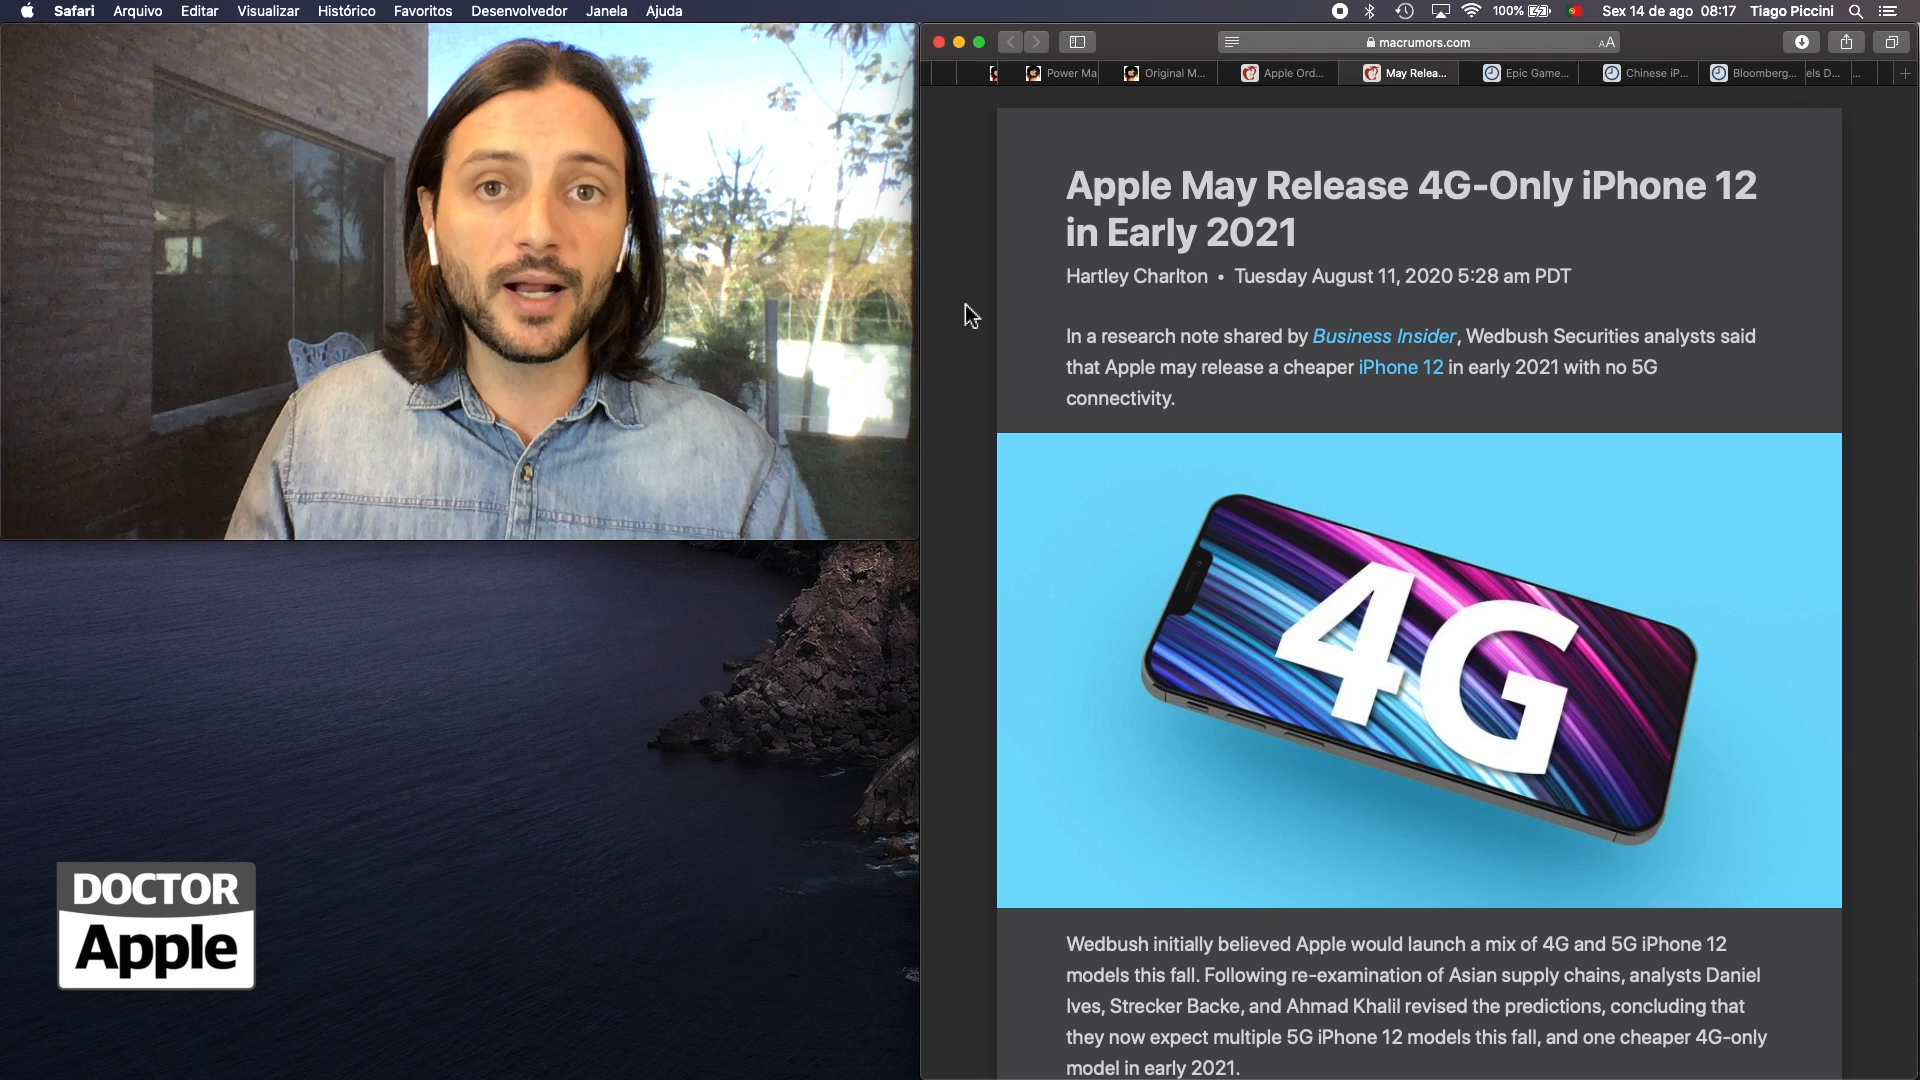 Safari Arquivo Editar Visualizar Histórico Favoritos Desenvolvedor Janela Ajuda
100% Sex 14 de ago 08:17 Tiago Piccini
macrumors.com
AA
Power Ma
Original M...
Apple Ord...
May Relea...
Epic Game...
Chinese iP...
Bloomberg...
els D...
...
Apple May Release 4G-Only iPhone 12
in Early 2021
Hartley Charlton • Tuesday August 11, 2020 5:28 am PDT
In a research note shared by Business Insider, Wedbush Securities analysts said
that Apple may release a cheaper iPhone 12 in early 2021 with no 5G
connectivity.
4G
Wedbush initially believed Apple would launch a mix of 4G and 5G iPhone 12
models this fall. Following re-examination of Asian supply chains, analysts Daniel
Ives, Strecker Backe, and Ahmad Khalil revised the predictions, concluding that
they now expect multiple 5G iPhone 12 models this fall, and one cheaper 4G-only
model in early 2021.
DOCTOR
Apple